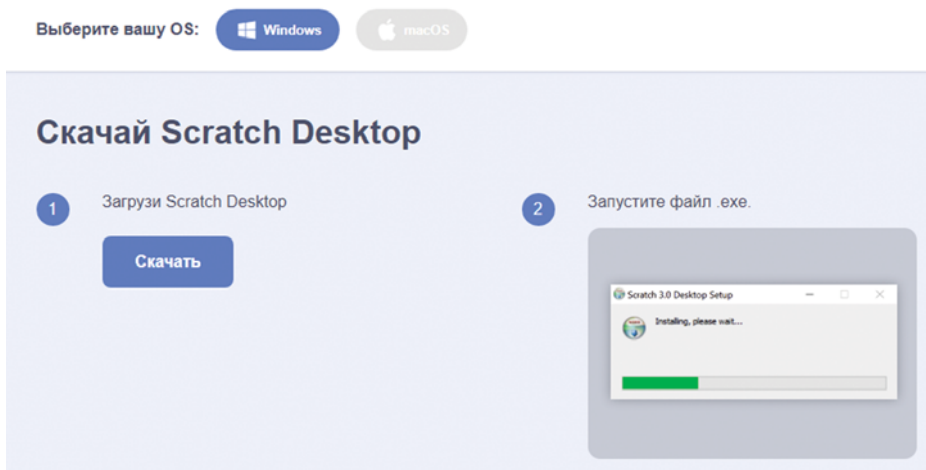 Выберите вашу OS: Windows macOS
Скачай Scratch Desktop
1 Загрузи Scratch Desktop
Скачать
2 Запустите файл .exe.
Scratch 3.0 Desktop Setup
Installing, please wait...